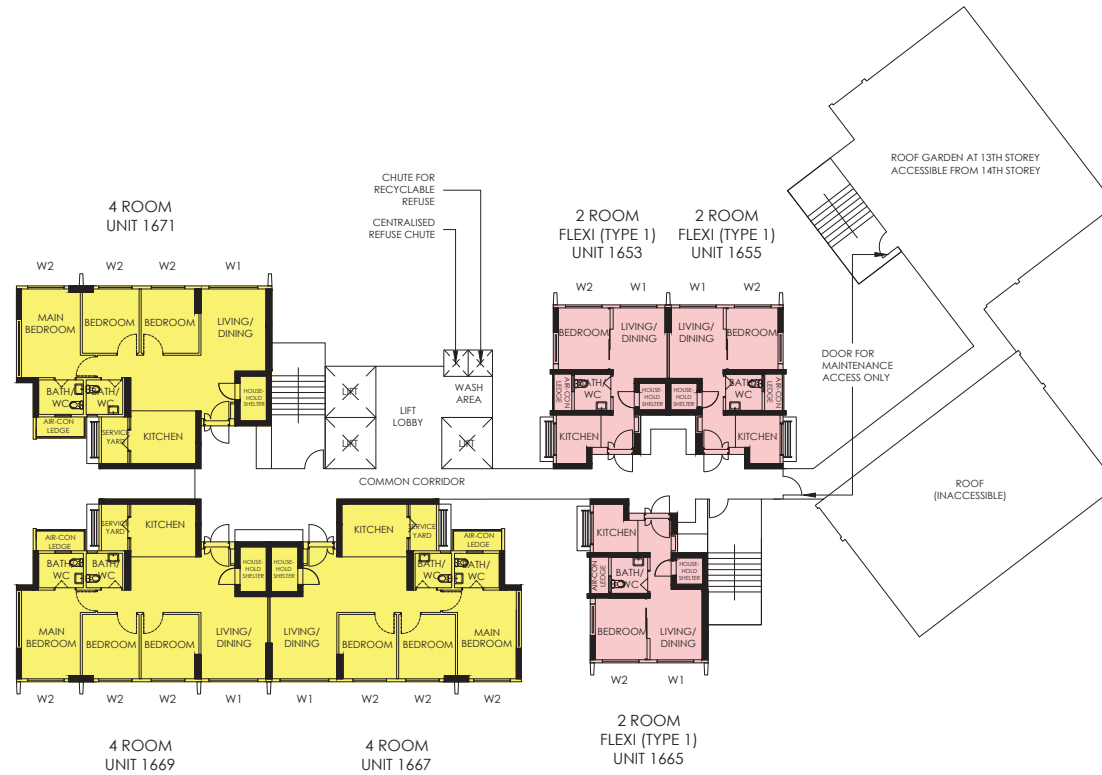 ROOF GARDEN AT 13TH STOREY
ACCESSIBLE FROM 14TH STOREY
CHUTE FOR
RECYCLABLE
REFUSE
CENTRALISED
REFUSE CHUTE
4 ROOM
UNIT 1671
2 ROOM
FLEXI (TYPE 1)
UNIT 1653
2 ROOM
FLEXI (TYPE 1)
UNIT 1655
W2
W2
W2
W1
W2
W1
W1
W2
MAIN
BEDROOM
BEDROOM
BEDROOM
LIVING/
DINING
BEDROOM
LIVING/
DINING
LIVING/
DINING
BEDROOM
DOOR FOR
MAINTENANCE
ACCESS ONLY
BATH/
WC
BATH/
WC
HOUSE-
HOLD
SHELTER
AIR-CON
LEDGE
SERVICE
YARD
KITCHEN
LIFT
LIFT
LIFT
LOBBY
WASH
AREA
LIFT
AIR-CON
LEDGE
BATH/
WC
HOUSE-
HOLD
SHELTER
HOUSE-
HOLD
SHELTER
BATH/
WC
AIR-CON
LEDGE
KITCHEN
KITCHEN
COMMON CORRIDOR
ROOF
(INACCESSIBLE)
SERVICE
YARD
KITCHEN
KITCHEN
SERVICE
YARD
KITCHEN
AIR-CON
LEDGE
BATH/
WC
BATH/
WC
HOUSE-
HOLD
SHELTER
HOUSE-
HOLD
SHELTER
BATH/
WC
BATH/
WC
AIR-CON
LEDGE
AIR-CON
LEDGE
BATH/
WC
HOUSE-
HOLD
SHELTER
MAIN
BEDROOM
BEDROOM
BEDROOM
LIVING/
DINING
LIVING/
DINING
BEDROOM
BEDROOM
MAIN
BEDROOM
BEDROOM
LIVING/
DINING
W2
W2
W2
W1
W1
W2
W2
W2
W2
W1
4 ROOM
UNIT 1669
4 ROOM
UNIT 1667
2 ROOM
FLEXI (TYPE 1)
UNIT 1665